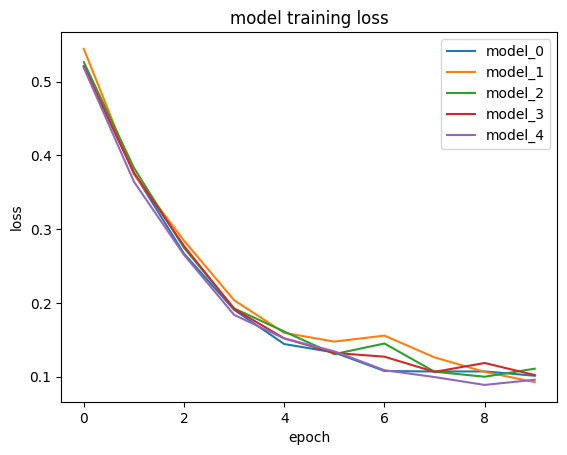 model training loss
model_0
model_1
model_2
model_3
model_4
loss
0.5
0.4
0.3
0.2
0.1
0
2
4
6
8
epoch